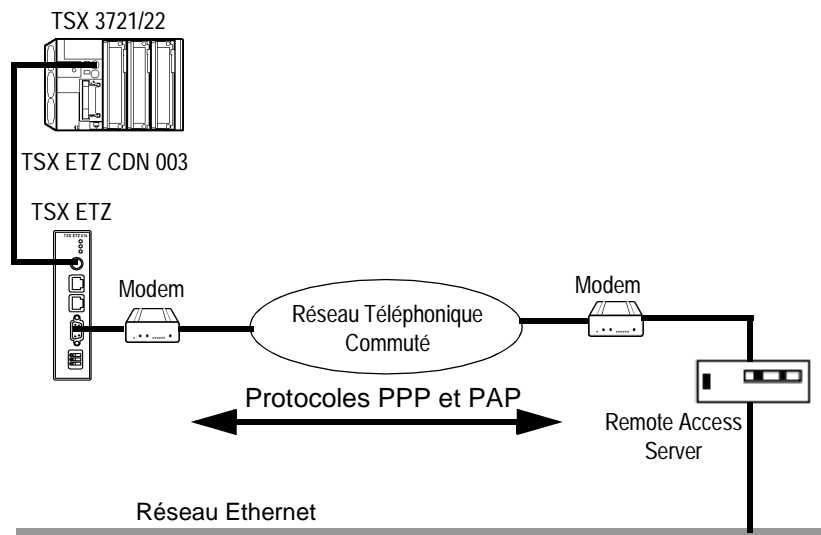 TSX 3721/22
TSX ETZ CDN 003
TSX ETZ
Modem
Réseau Téléphonique
Commuté
Modem
Protocoles PPP et PAP
Remote Access
Server
Réseau Ethernet